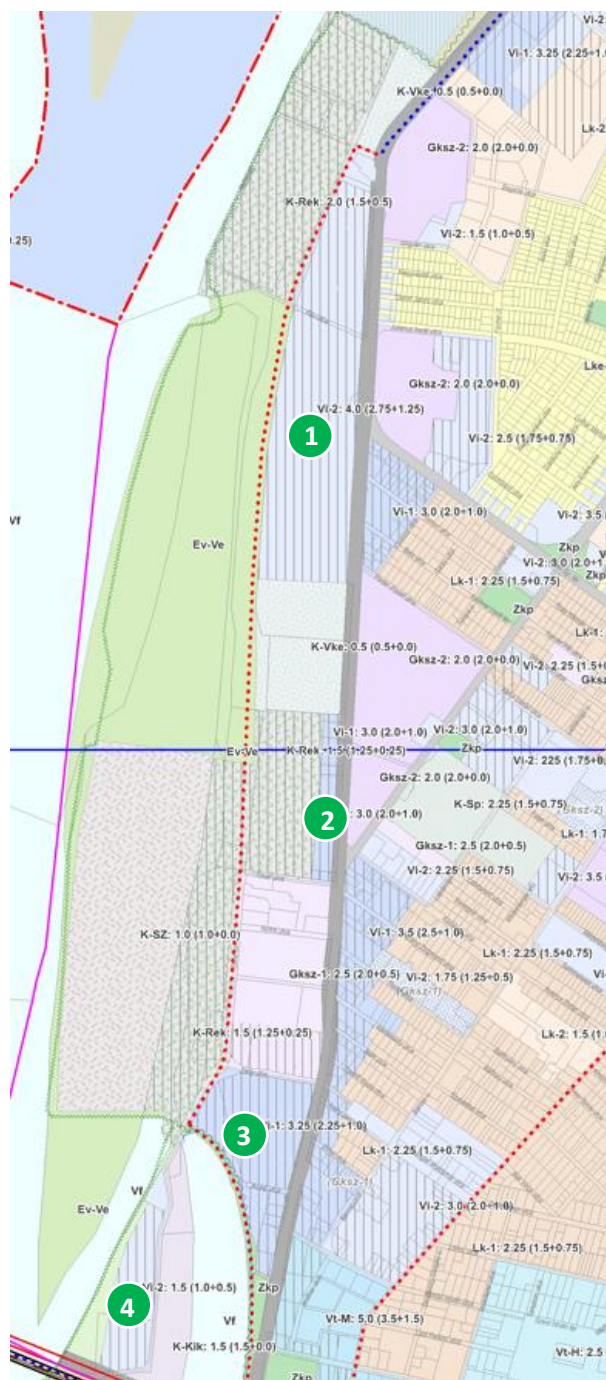 Vi-2:
Vi-1: 3.25 (2.25+1.0
K-Vke: 0.5 (0.5+0.0)
Lk-2
Gksz-2: 2.0 (2.0+0.0)
K-Rek: 2.0 (1.5+0.5)
Vi-2: 1.5 (1.0+0.5)
0.25)
Lke-
Gksz-2: 2.0 (2.0+0.0)
Vi-2: 4.0 (2.75+1.25)
1
Vi-2: 2.5 (1.75+0.75)
Vi-1: 3.0 (2.0+1.0)
Vi-2: 3.5
Vf
Ev-Ve
Zkp
Vi-2: 3.0 (2.0+1
Zkp
Lk-1: 2.25 (1.5+0.75)
Zkp
Lk-1:
K-Vke: 0.5 (0.5+0.0)
Gksz-2: 2.0 (2.0+0.0)
Vi-2: 2.25 (1.5+0
Gksz
Vi-1: 3.0 (2.0+1.0)
Vi-2: 3.0 (2.0+1.0)
Ev-Ve
K-Rek: 1.5 (1.25+0.25)
Zkp
Vi-2: 225 (1.75+0
Gksz-2: 2.0 (2.0+0.0)
2
: 3.0 (2.0+1.0)
K-Sp: 2.25 (1.5+0.75)
(Gksz-2)
Lk-1: 1.7
Gksz-1: 2.5 (2.0+0.5)
Vi-2: 2.25 (1.5+0.75)
Vi-2: 3.5
K-SZ: 1.0 (1.0+0.0)
Vi-1: 3.5 (2.5+1.0)
Lk-1: 2.25 (1.5+0.75)
Gksz-1: 2.5 (2.0+0.5)
Vi-2: 1.75 (1.25+0.5)
Vi-
(Gksz-1)
K-Rek: 1.5 (1.25+0.25)
Lk-2: 1.5 (1.0
3
Vi-1: 3.25 (2.25+1.0)
Lk-1: 2.25 (1.5+0.75)
(Gksz-1)
Vf
Ev-Ve
Vi-2: 3.0 (2.0+1.0)
Lk-1: 2.25 (1.5+0.75)
4
Vi-2: 1.5 (1.0+0.5)
Zkp
Vf
Vt-M: 5.0 (3.5+1.5)
K-Kik: 1.5 (1.5+0.0)
Vt-H: 2.5
Zkp